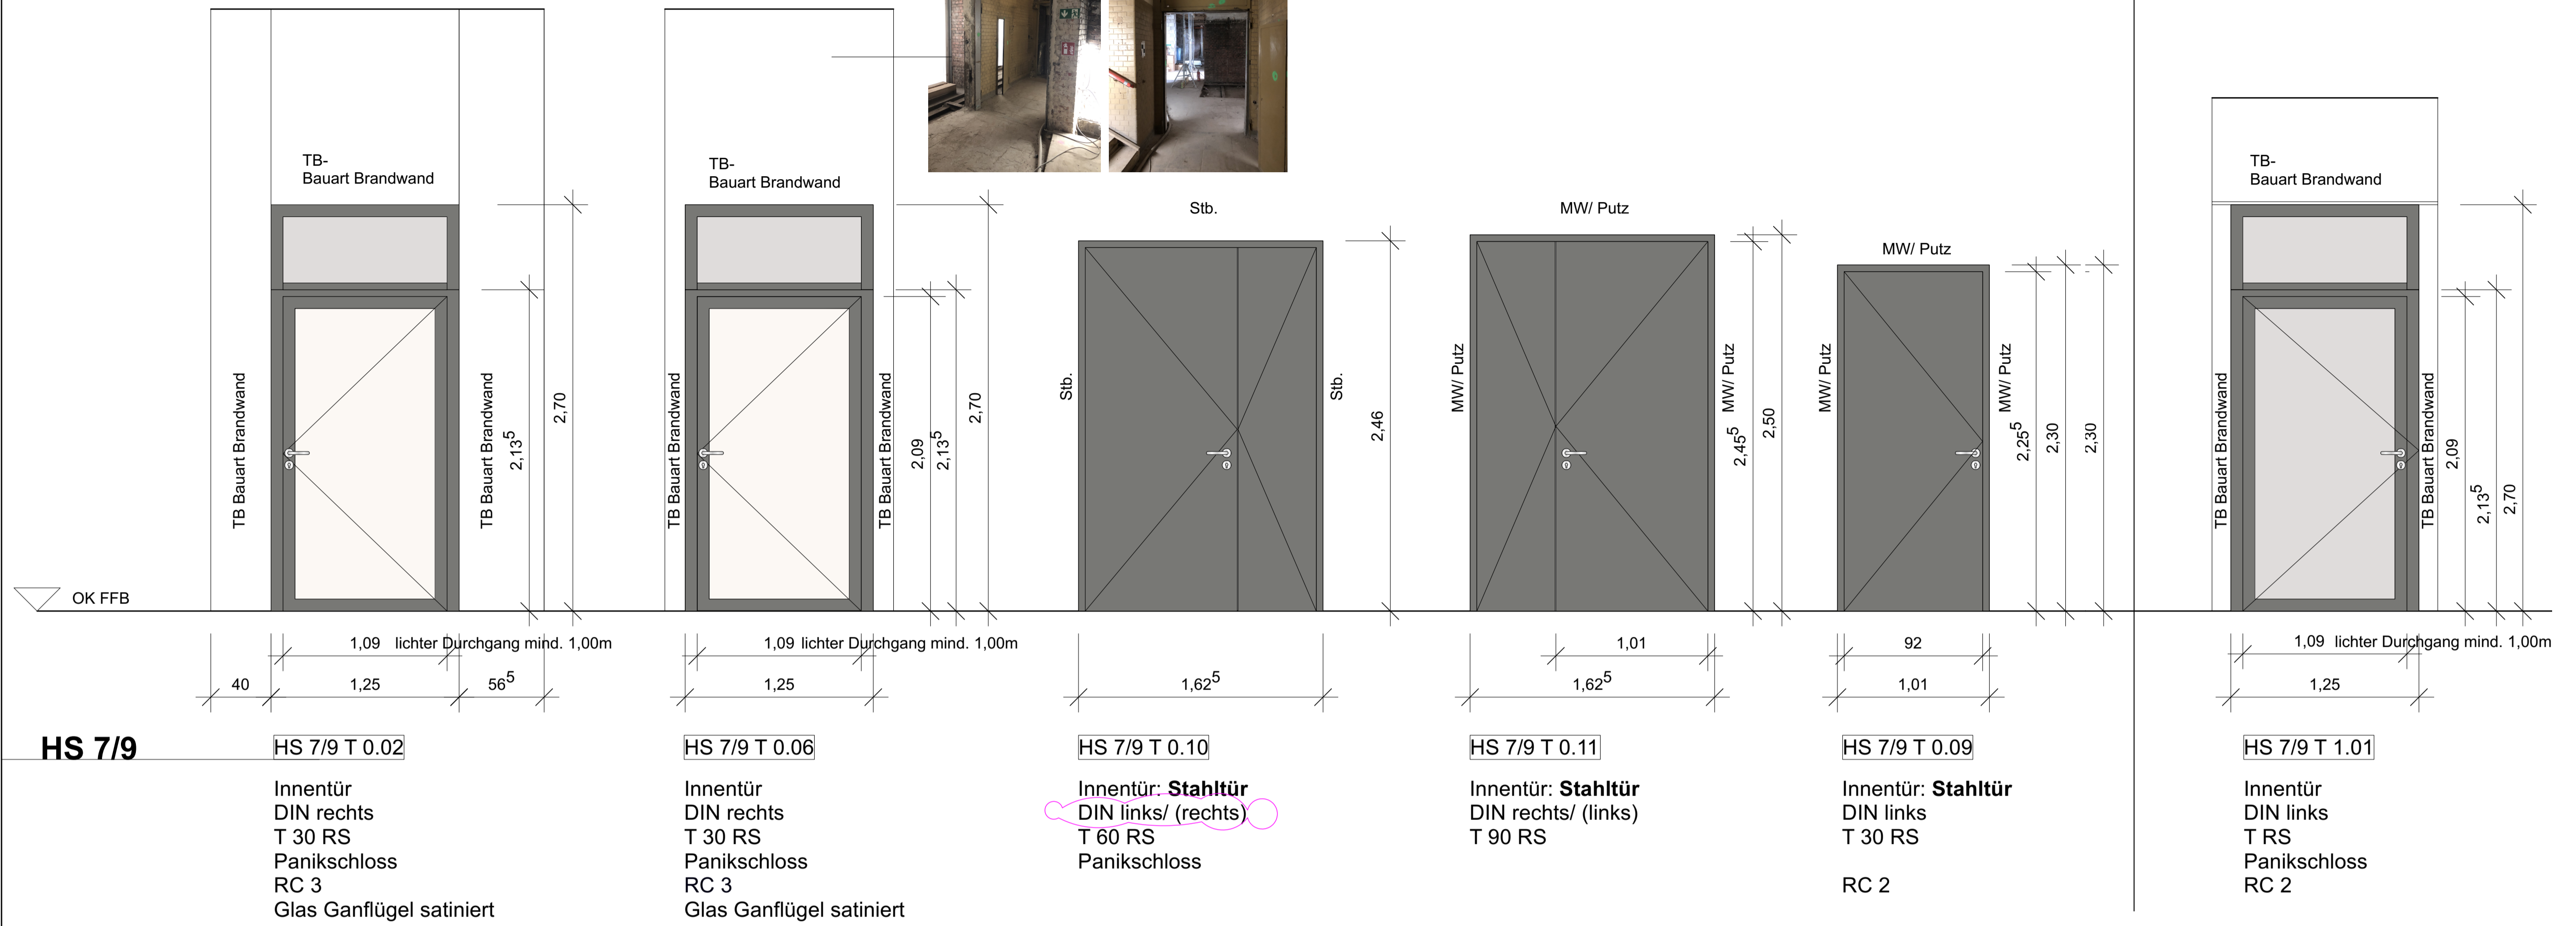 TB-
Bauart Brandwand
TB Bauart Brandwand
TB Bauart Brandwand
2,13⁵
2,70
TB-
Bauart Brandwand
TB Bauart Brandwand
TB Bauart Brandwand
2,09
2,13⁵
2,70
Stb.
Stb.
Stb.
2,46
MW/ Putz
MW/ Putz
MW/ Putz
2,45⁵
2,50
MW/ Putz
MW/ Putz
MW/ Putz
2,25⁵
2,30
2,30
TB-
Bauart Brandwand
TB Bauart Brandwand
TB Bauart Brandwand
2,09
2,13⁵
2,70
OK FFB
1,09 lichter Durchgang mind. 1,00m
40
1,25
56⁵
1,09 lichter Durchgang mind. 1,00m
1,25
1,62⁵
1,01
1,62⁵
92
1,01
1,09 lichter Durchgang mind. 1,00m
1,25
HS 7/9
HS 7/9 T 0.02
Innentür
DIN rechts
T 30 RS
Panikschloss
RC 3
Glas Ganflügel satiniert
HS 7/9 T 0.06
Innentür
DIN rechts
T 30 RS
Panikschloss
RC 3
Glas Ganflügel satiniert
HS 7/9 T 0.10
Innentür: Stahltür
DIN links/ (rechts)
T 60 RS
Panikschloss
HS 7/9 T 0.11
Innentür: Stahltür
DIN rechts/ (links)
T 90 RS
HS 7/9 T 0.09
Innentür: Stahltür
DIN links
T 30 RS
RC 2
HS 7/9 T 1.01
Innentür
DIN links
T RS
Panikschloss
RC 2